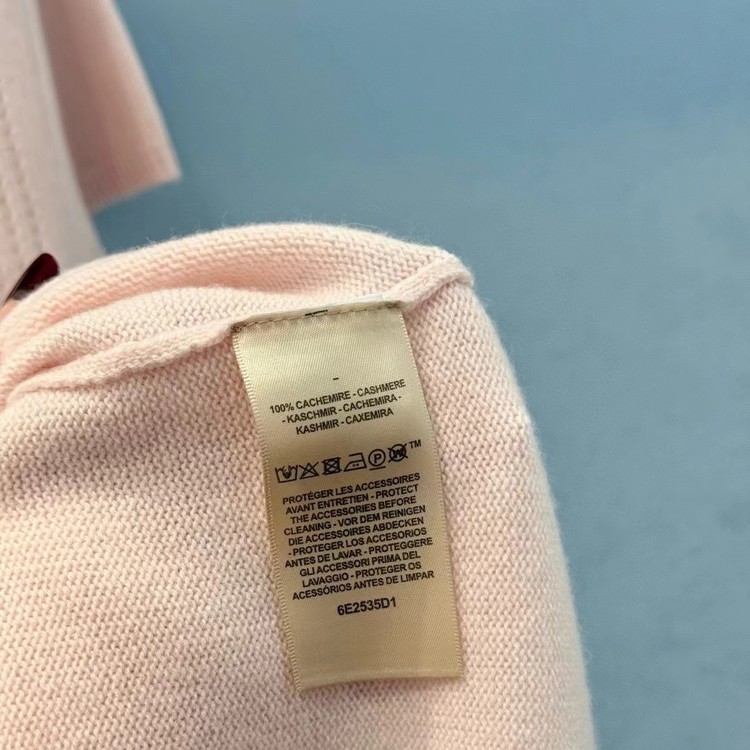 -
100% CACHEMIRE - CASHMERE
- KASCHMIR - CACHEMIRA -
KASHMIR - CAXEMIRA
P W ™
PROTÉGER LES ACCESSOIRES
AVANT ENTRETIEN - PROTECT
THE ACCESSORIES BEFORE
CLEANING - VOR DEM REINIGEN
DIE ACCESSOIRES ABDECKEN
- PROTEGER LOS ACCESORIOS
ANTES DE LAVAR - PROTEGGERE
GLI ACCESSORI PRIMA DEL
LAVAGGIO - PROTEGER OS
ACESSÓRIOS ANTES DE LIMPAR
6E2535D1